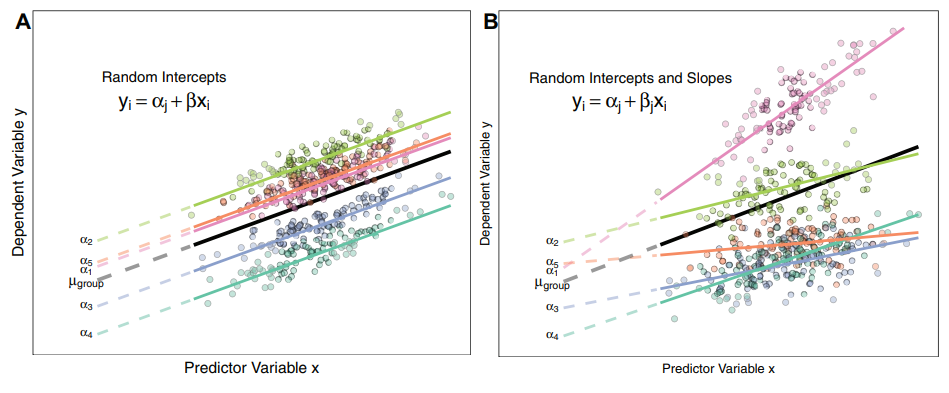 A
Random Intercepts
yᵢ = αⱼ + βxᵢ
Dependent Variable y
α₂
α₅
α₁
μgroup
α₃
α₄
Predictor Variable x
B
Random Intercepts and Slopes
yᵢ = αⱼ + βⱼxᵢ
Dependent Variable y
α₂
α₅
α₁
μgroup
α₃
α₄
Predictor Variable x